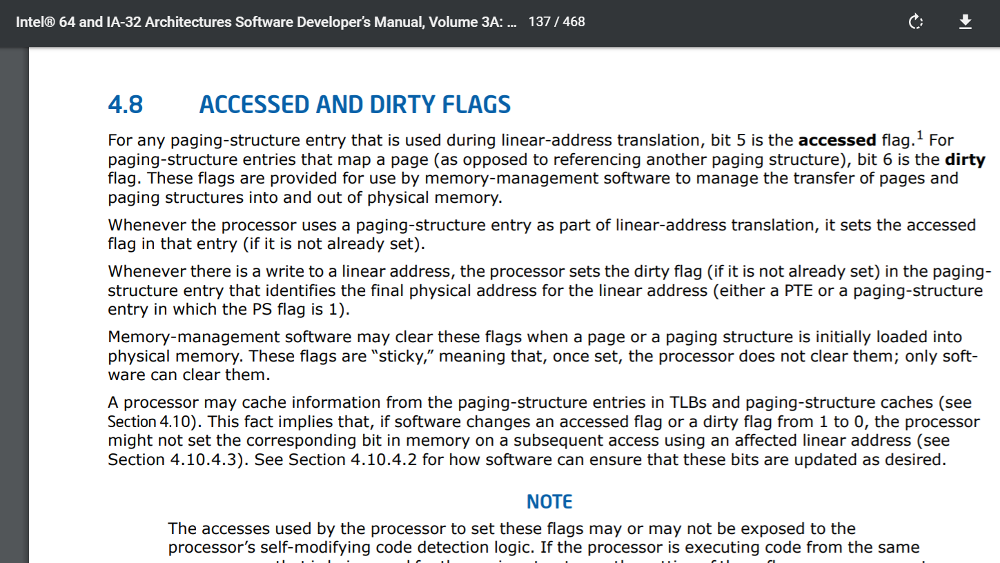 Intel® 64 and IA-32 Architectures Software Developer's Manual, Volume 3A: ... 137 / 468
4.8 ACCESSED AND DIRTY FLAGS
For any paging-structure entry that is used during linear-address translation, bit 5 is the accessed flag.1 For
paging-structure entries that map a page (as opposed to referencing another paging structure), bit 6 is the dirty
flag. These flags are provided for use by memory-management software to manage the transfer of pages and
paging structures into and out of physical memory.
Whenever the processor uses a paging-structure entry as part of linear-address translation, it sets the accessed
flag in that entry (if it is not already set).
Whenever there is a write to a linear address, the processor sets the dirty flag (if it is not already set) in the paging-
structure entry that identifies the final physical address for the linear address (either a PTE or a paging-structure
entry in which the PS flag is 1).
Memory-management software may clear these flags when a page or a paging structure is initially loaded into
physical memory. These flags are “sticky,” meaning that, once set, the processor does not clear them; only soft-
ware can clear them.
A processor may cache information from the paging-structure entries in TLBs and paging-structure caches (see
Section 4.10). This fact implies that, if software changes an accessed flag or a dirty flag from 1 to 0, the processor
might not set the corresponding bit in memory on a subsequent access using an affected linear address (see
Section 4.10.4.3). See Section 4.10.4.2 for how software can ensure that these bits are updated as desired.
NOTE
The accesses used by the processor to set these flags may or may not be exposed to the
processor's self-modifying code detection logic. If the processor is executing code from the same